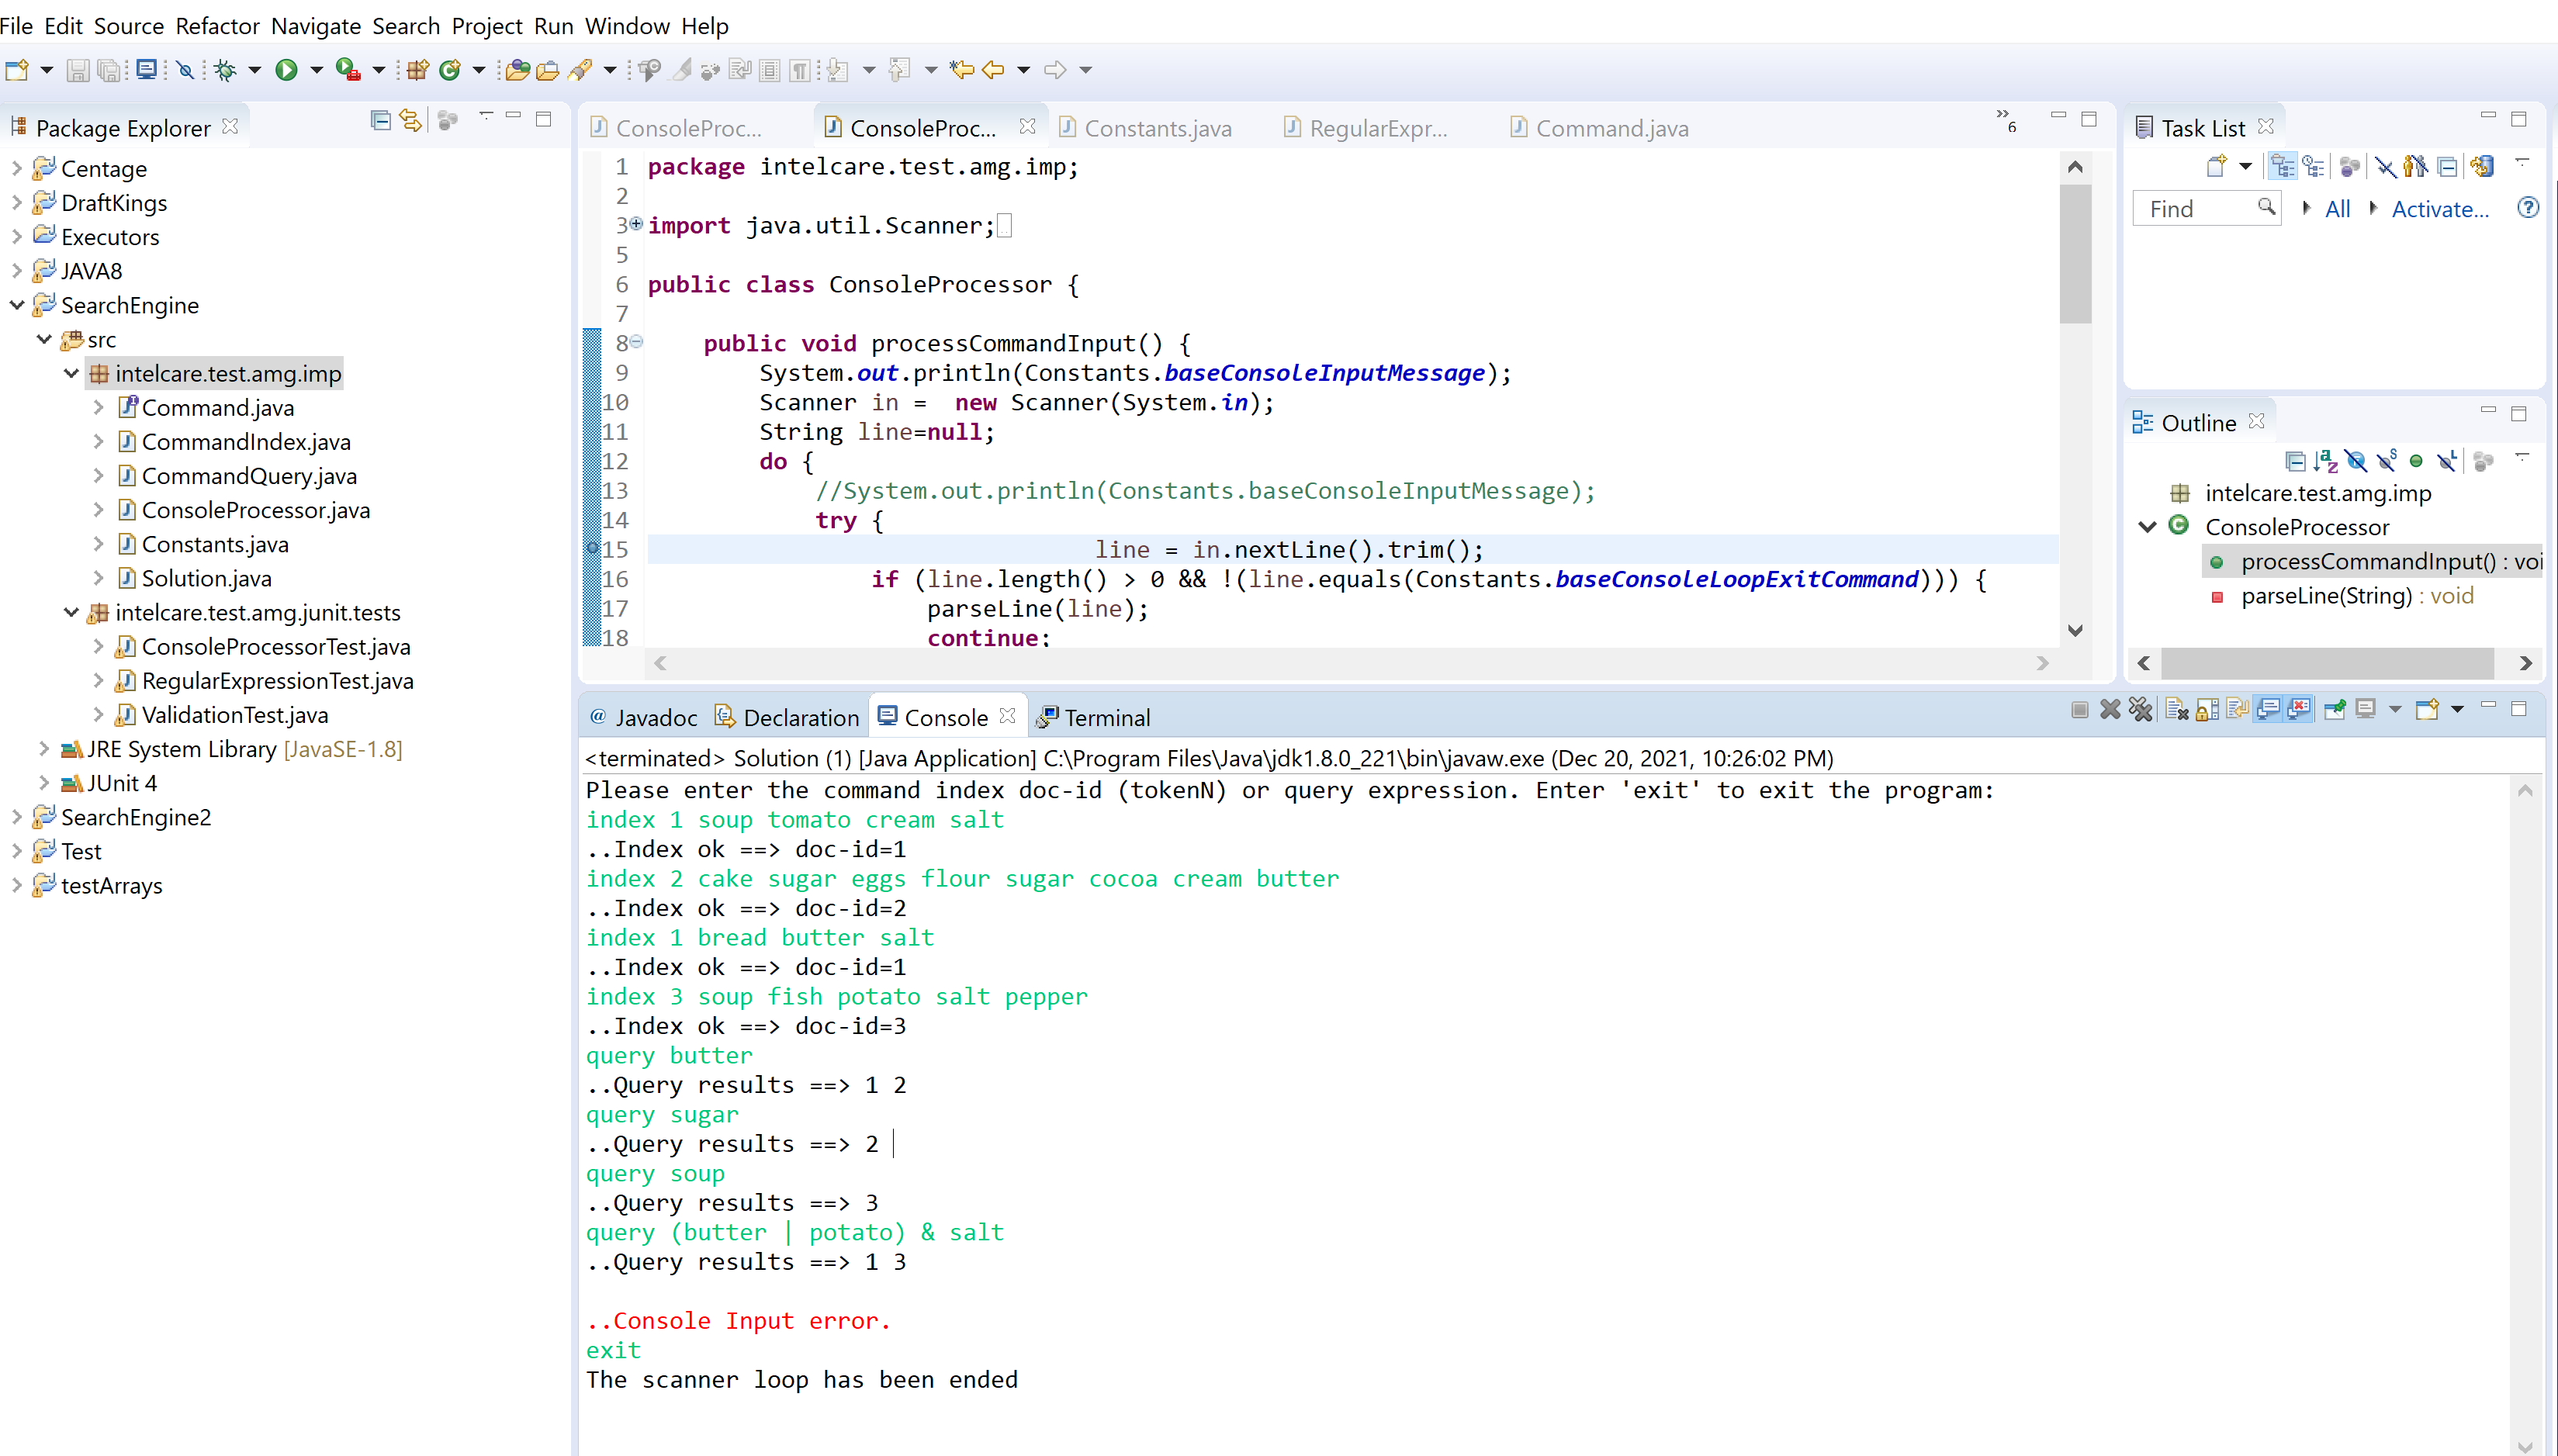 File Edit Source Refactor Navigate Search Project Run Window Help
Package Explorer
Centage
DraftKings
Executors
JAVA8
SearchEngine
src
intelcare.test.amg.imp
Command.java
CommandIndex.java
CommandQuery.java
ConsoleProcessor.java
Constants.java
Solution.java
intelcare.test.amg.junit.tests
ConsoleProcessorTest.java
RegularExpressionTest.java
ValidationTest.java
JRE System Library [JavaSE-1.8]
JUnit 4
SearchEngine2
Test
testArrays
ConsoleProc... ConsoleProc... Constants.java RegularExpr... Command.java »6
1 package intelcare.test.amg.imp;
2
3 import java.util.Scanner;
5
6 public class ConsoleProcessor {
7
8 public void processCommandInput() {
9 System.out.println(Constants.baseConsoleInputMessage);
10 Scanner in =  new Scanner(System.in);
11 String line=null;
12 do {
13 //System.out.println(Constants.baseConsoleInputMessage);
14 try {
15 line = in.nextLine().trim();
16 if (line.length() > 0 && !(line.equals(Constants.baseConsoleLoopExitCommand))) {
17 parseLine(line);
18 continue;
Task List
Find All Activate...
Outline
intelcare.test.amg.imp
ConsoleProcessor
processCommandInput() : voi
parseLine(String) : void
@ Javadoc Declaration Console Terminal
<terminated> Solution (1) [Java Application] C:\Program Files\Java\jdk1.8.0_221\bin\javaw.exe (Dec 20, 2021, 10:26:02 PM)
Please enter the command index doc-id (tokenN) or query expression. Enter 'exit' to exit the program:
index 1 soup tomato cream salt
..Index ok ==> doc-id=1
index 2 cake sugar eggs flour sugar cocoa cream butter
..Index ok ==> doc-id=2
index 1 bread butter salt
..Index ok ==> doc-id=1
index 3 soup fish potato salt pepper
..Index ok ==> doc-id=3
query butter
..Query results ==> 1 2
query sugar
..Query results ==> 2
query soup
..Query results ==> 3
query (butter | potato) & salt
..Query results ==> 1 3
..Console Input error.
exit
The scanner loop has been ended